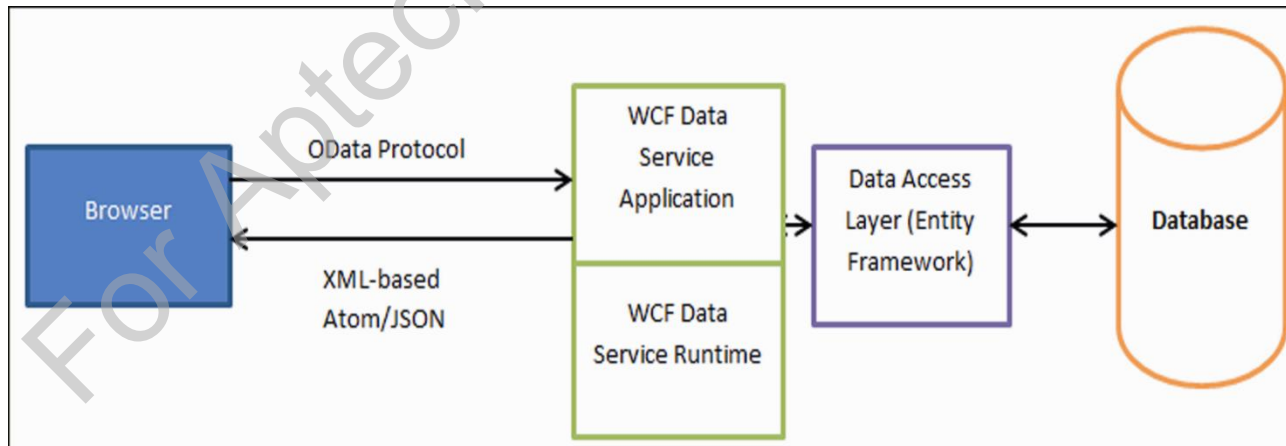 Browser
OData Protocol
XML-based
Atom/JSON
WCF Data
Service
Application
WCF Data
Service Runtime
Data Access
Layer (Entity
Framework)
Database
For Aptech